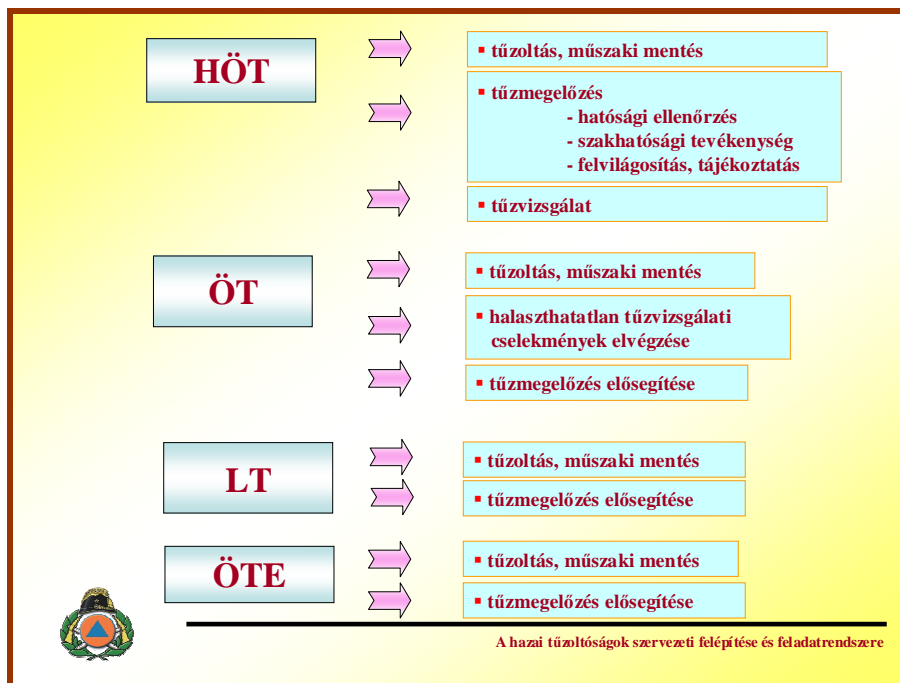 HÖT
▪ tűzoltás, műszaki mentés
▪ tűzmegelőzés
- hatósági ellenőrzés
- szakhatósági tevékenység
- felvilágosítás, tájékoztatás
▪ tűzvizsgálat
ÖT
▪ tűzoltás, műszaki mentés
▪ halaszthatatlan tűzvizsgálati
cselekmények elvégzése
▪ tűzmegelőzés elősegítése
LT
▪ tűzoltás, műszaki mentés
▪ tűzmegelőzés elősegítése
ÖTE
▪ tűzoltás, műszaki mentés
▪ tűzmegelőzés elősegítése
A hazai tűzoltóságok szervezeti felépítése és feladatrendszere